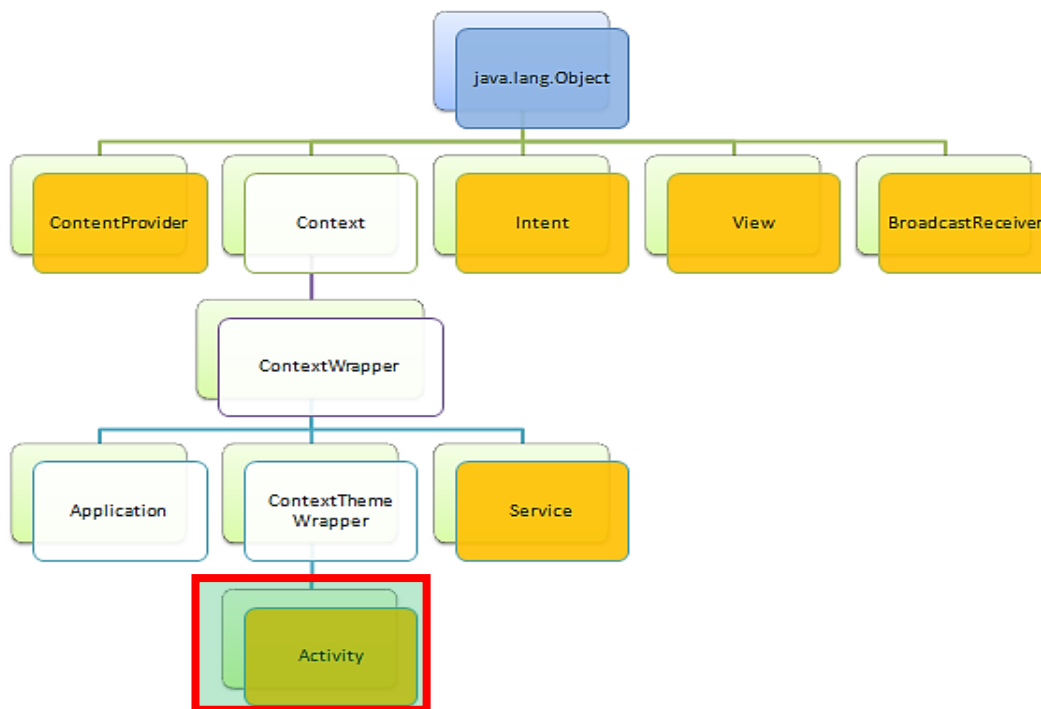 java.lang.Object
ContentProvider
Context
Intent
View
BroadcastReceiver
ContextWrapper
Application
ContextTheme
Wrapper
Service
Activity